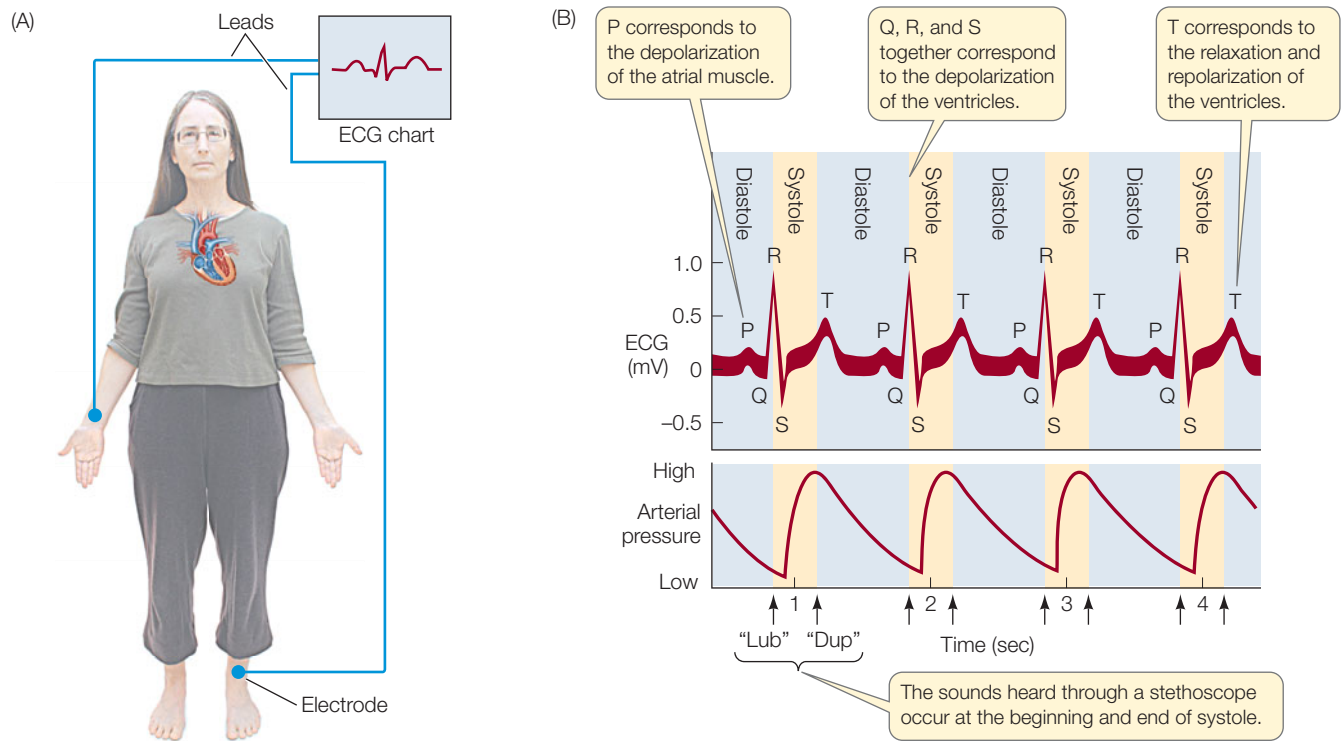 (A)
Leads
ECG chart
Electrode
(B)
P corresponds to
the depolarization
of the atrial muscle.
Q, R, and S
together correspond
to the depolarization
of the ventricles.
T corresponds to
the relaxation and
repolarization of
the ventricles.
Diastole
Systole
Diastole
Systole
Diastole
Systole
Diastole
Systole
1.0
0.5
0
–0.5
ECG
(mV)
P
Q
R
S
T
P
Q
R
S
T
P
Q
R
S
T
P
Q
R
S
T
High
Arterial
pressure
Low
1
2
3
4
“Lub”
“Dup”
Time (sec)
The sounds heard through a stethoscope
occur at the beginning and end of systole.